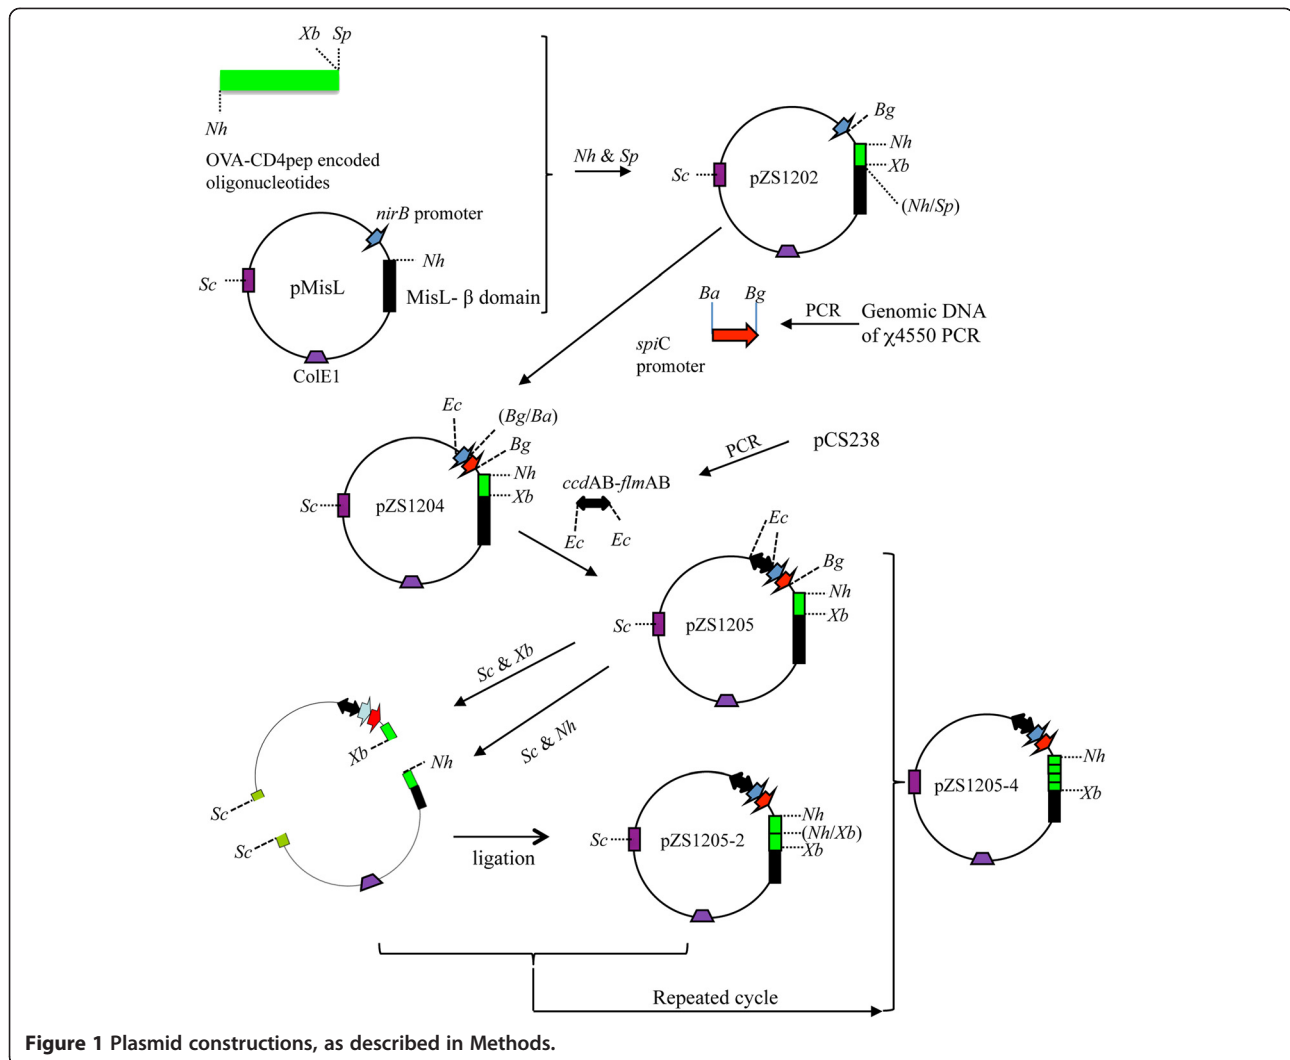 Xb Sp
Nh
OVA-CD4pep encoded
oligonucleotides
nirB promoter
Nh
Sc
pMisL
MisL- β domain
ColE1
Nh & Sp
Bg
Nh
Xb
(Nh/Sp)
Sc
pZS1202
Ba Bg
spiC
promoter
PCR
Genomic DNA
of χ4550 PCR
Ec
(Bg/Ba)
Bg
Nh
Xb
Sc
pZS1204
PCR
pCS238
ccdAB-flmAB
Ec Ec
Ec
Bg
Nh
Xb
Sc
pZS1205
Sc & Xb
Sc & Nh
Xb
Nh
Sc
Sc
ligation
Sc
pZS1205-2
Nh
(Nh/Xb)
Xb
pZS1205-4
Nh
Xb
Repeated cycle
Figure 1 Plasmid constructions, as described in Methods.